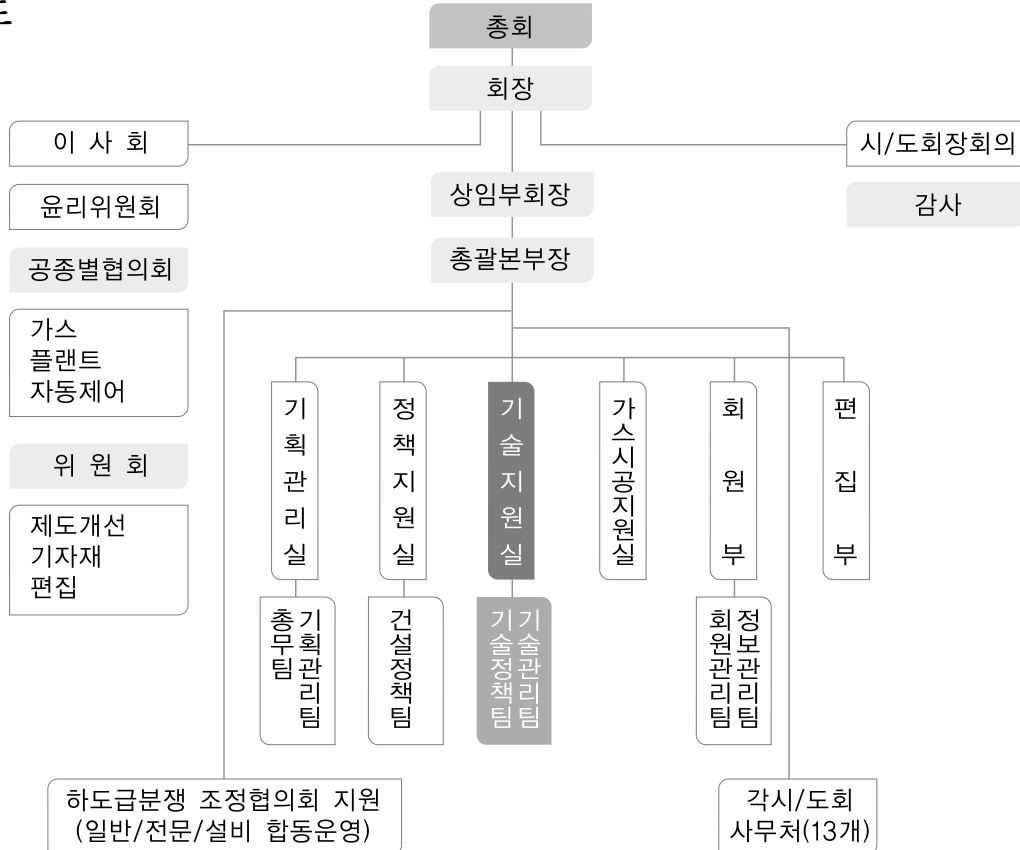 총회
회장
이 사 회
시/도회장회의
윤리위원회
상임부회장
감사
공종별협의회
총괄본부장
가스
플랜트
자동제어
위 원 회
제도개선
기자재
편집
기획관리실
정책지원실
기술지원실
가스시공지원실
회원부
편집부
총무팀
기획관리팀
건설정책팀
기술정책팀
기술관리팀
회원관리팀
정보관리팀
하도급분쟁 조정협의회 지원
(일반/전문/설비 합동운영)
각시/도회
사무처(13개)